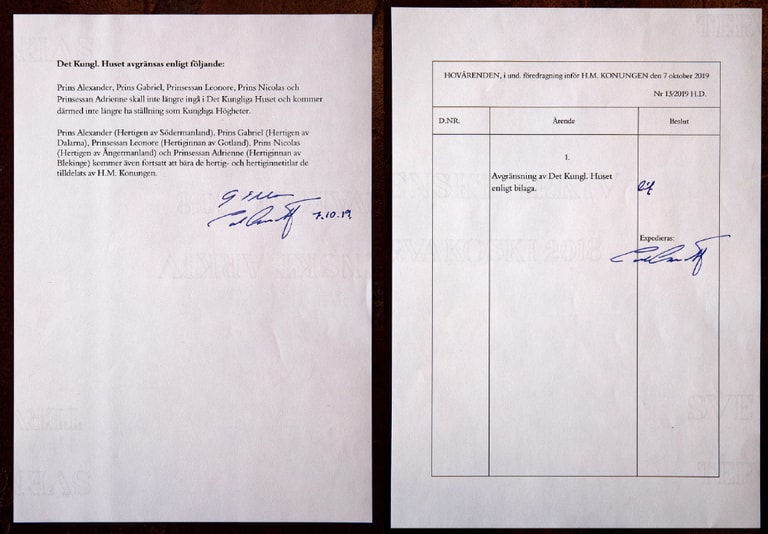 Det Kungl. Huset avgränsas enligt följande:
Prins Alexander, Prins Gabriel, Prinsessan Leonore, Prins Nicolas och
Prinsessan Adrienne skall inte längre ingå i Det Kungliga Huset och kommer
därmed inte längre ha ställning som Kungliga Högheter.
Prins Alexander (Hertigen av Södermanland), Prins Gabriel (Hertigen av
Dalarna), Prinsessan Leonore (Hertiginnan av Gotland), Prins Nicolas
(Hertigen av Ångermanland) och Prinsessan Adrienne (Hertiginnan av
Blekinge) kommer även fortsatt att bära de hertig- och hertiginnetitlar de
tilldelats av H.M. Konungen.
7.10.19
HOVÄRENDEN, i und. föredragning inför H.M. KONUNGEN den 7 oktober 2019
Nr 13/2019 H.D.
D.NR. Ärende Beslut
1.
Avgränsning av Det Kungl. Huset
enligt bilaga.
Expedieras: